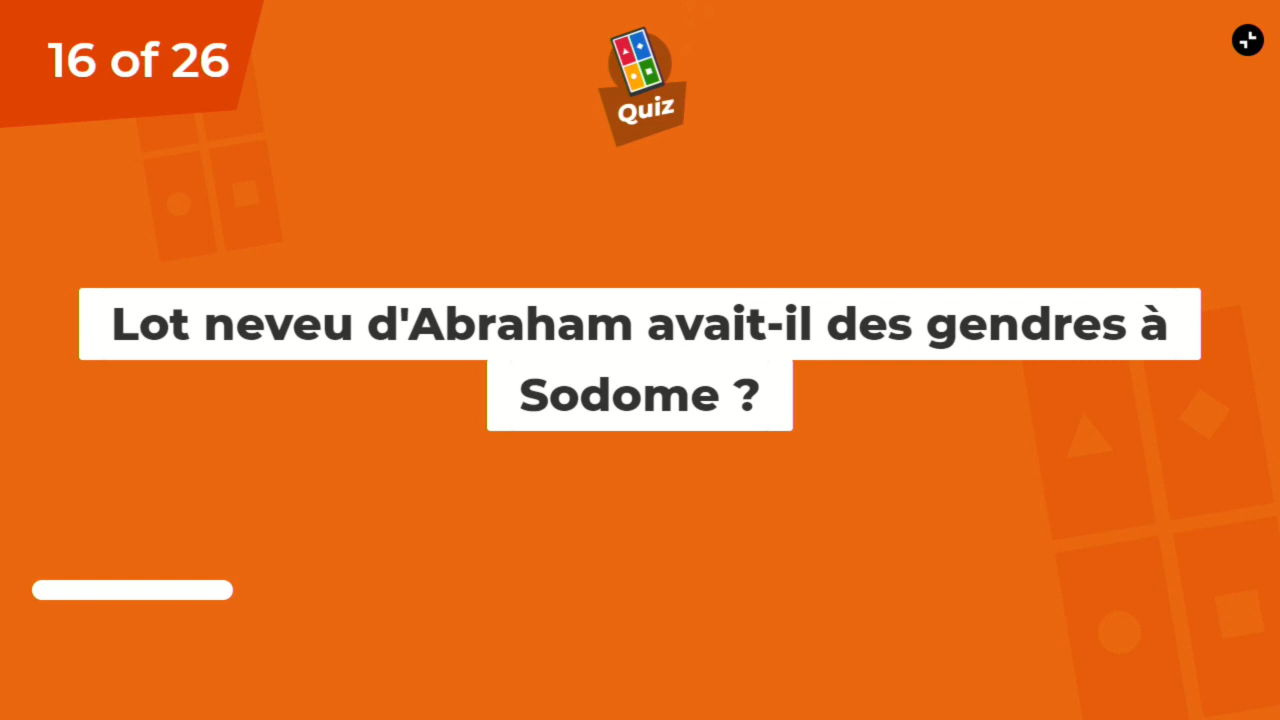 16 of 26
Quiz
Lot neveu d'Abraham avait-il des gendres à
Sodome ?